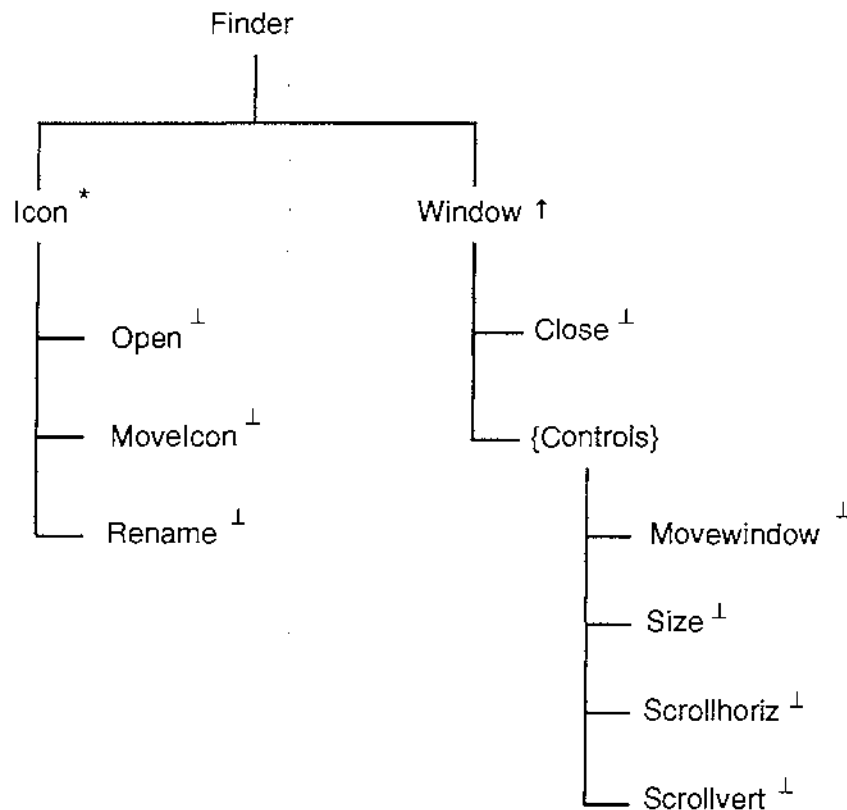 Finder
Icon * Window ↑
Open ⊥ Close ⊥
MoveIcon ⊥ {Controls}
Rename ⊥ Movewindow ⊥
Size ⊥
Scrollhoriz ⊥
Scrollvert ⊥